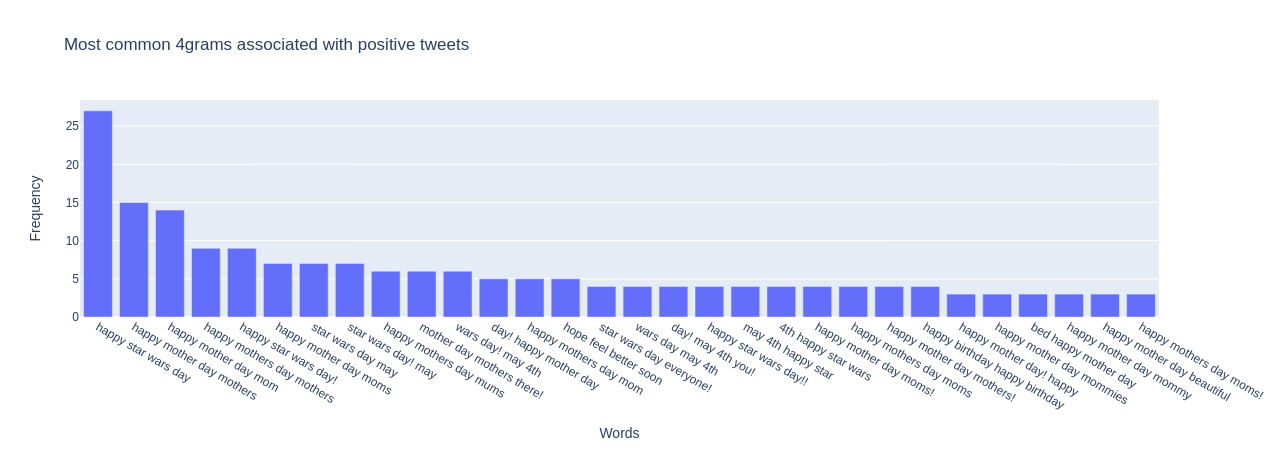 Most common 4grams associated with positive tweets
Frequency
25
20
15
10
5
0
happy star wars day
happy mother day mothers
happy mother day mom
happy mothers day mothers
happy star wars day!
happy mother day moms
star wars day may
star wars day! may
happy mothers day mums
mother day mothers there!
wars day! may 4th
day! happy mother day
happy mothers day mom
hope feel better soon
star wars day everyone!
wars day may 4th
day! may 4th you!
happy star wars day!!
may 4th happy star
4th happy star wars
happy mother day moms!
happy mothers day moms
happy mother day mothers!
happy birthday happy birthday
happy mother day! happy
happy mother day mommies
happy mother day
bed happy mother day mommy
happy mother day beautiful
happy mothers day moms!
Words